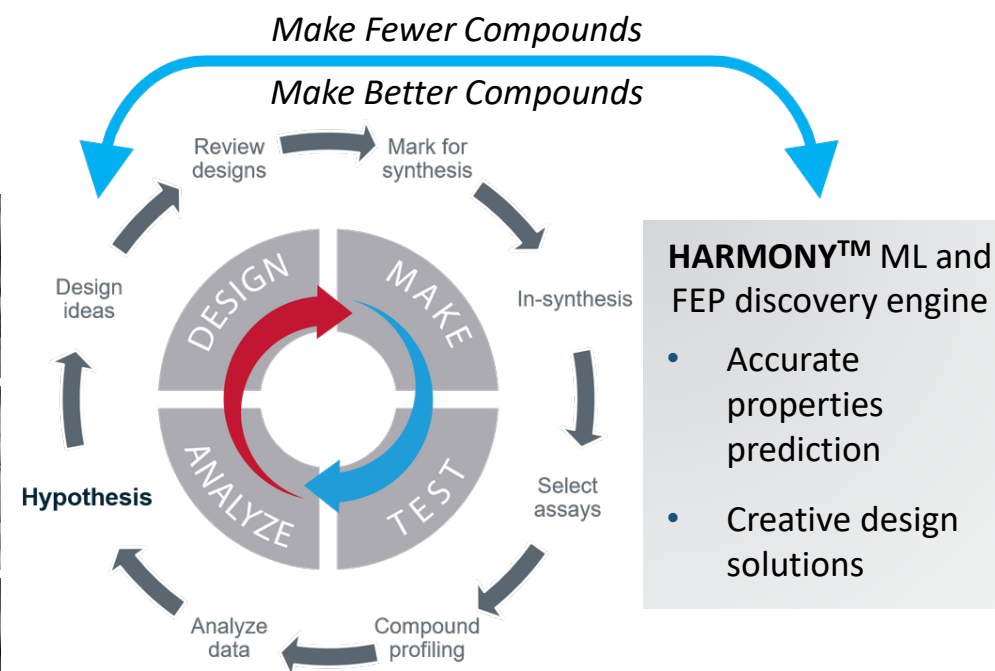 Make Fewer Compounds
Make Better Compounds
Review
designs
Mark for
synthesis
Design
ideas
In-synthesis
DESIGN
MAKE
ANALYZE
TEST
Hypothesis
Select
assays
Analyze
data
Compound
profiling
HARMONY™ ML and
FEP discovery engine
• Accurate
properties
prediction
• Creative design
solutions